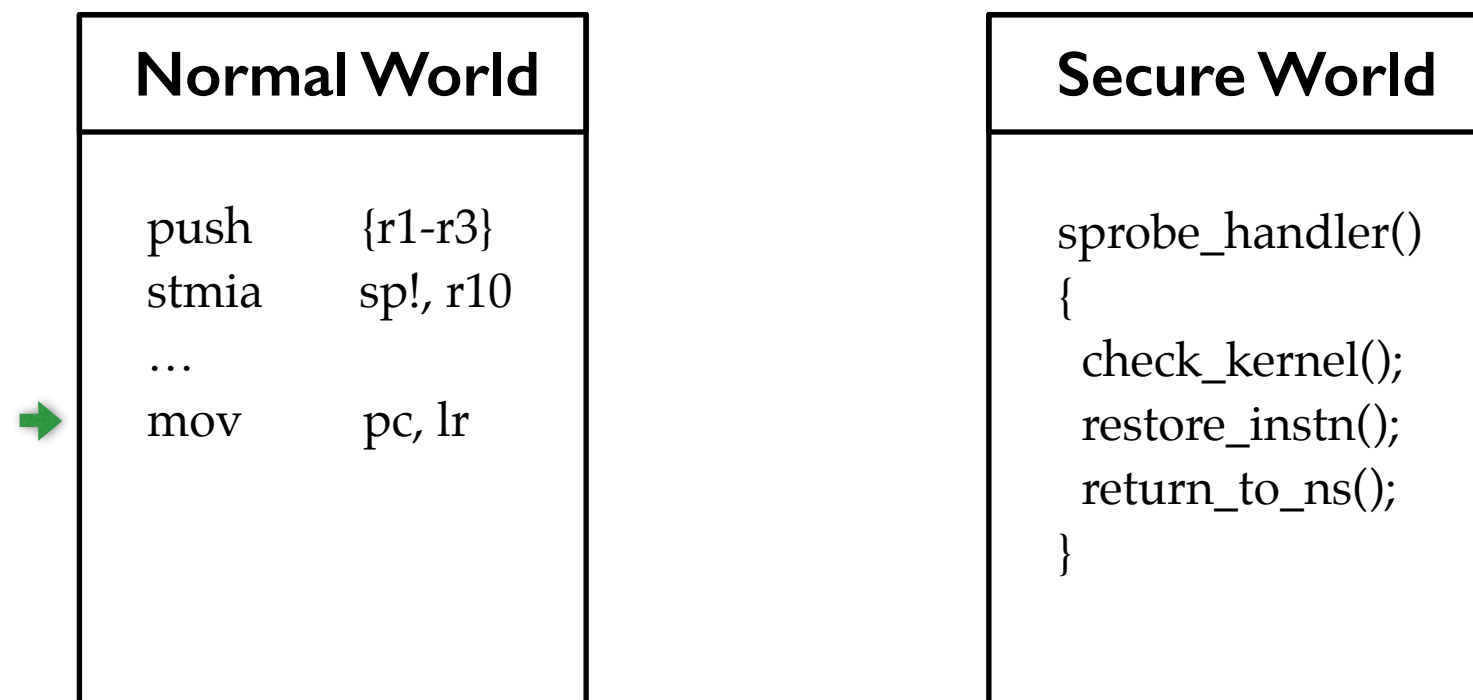 Normal World
push {r1-r3}
stmia sp!, r10
…
mov pc, lr
Secure World
sprobe_handler()
{
check_kernel();
restore_instn();
return_to_ns();
}